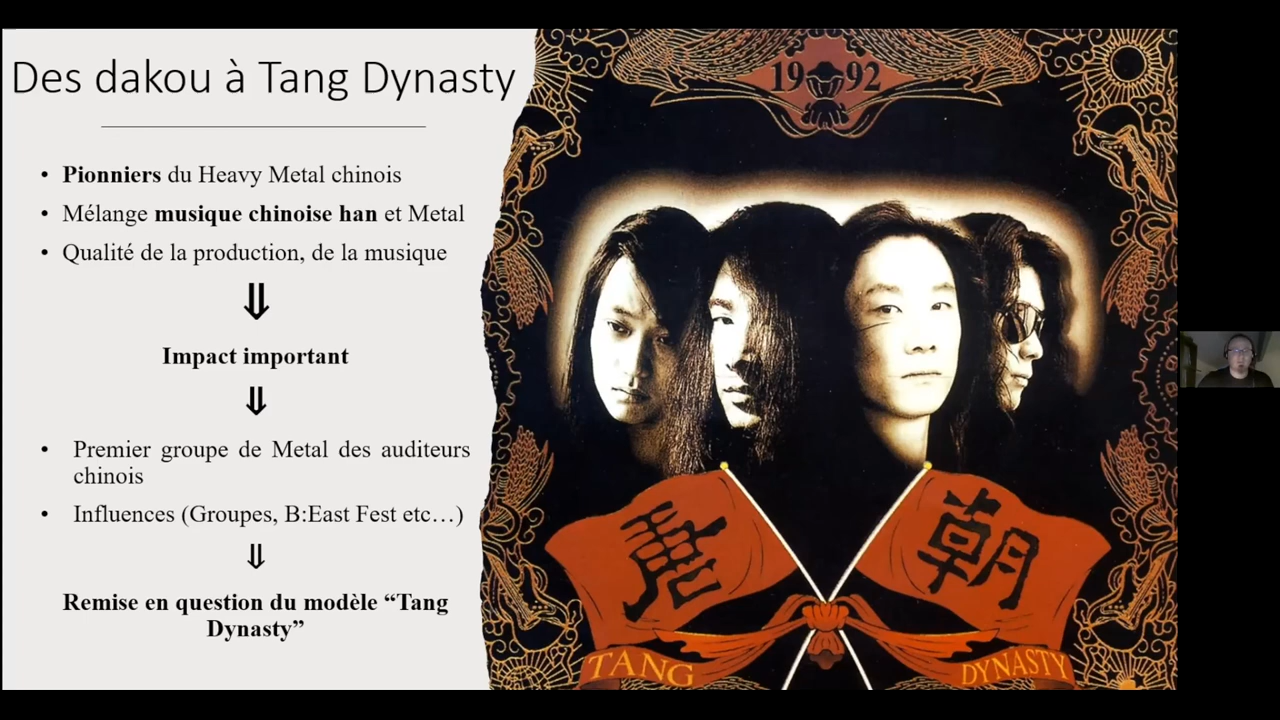 Des dakou à Tang Dynasty
• Pionniers du Heavy Metal chinois
• Mélange musique chinoise han et Metal
• Qualité de la production, de la musique
⇓
Impact important
⇓
• Premier groupe de Metal des auditeurs
chinois
• Influences (Groupes, B:East Fest etc…)
⇓
Remise en question du modèle “Tang
Dynasty”
1992
唐 朝
TANG DYNASTY